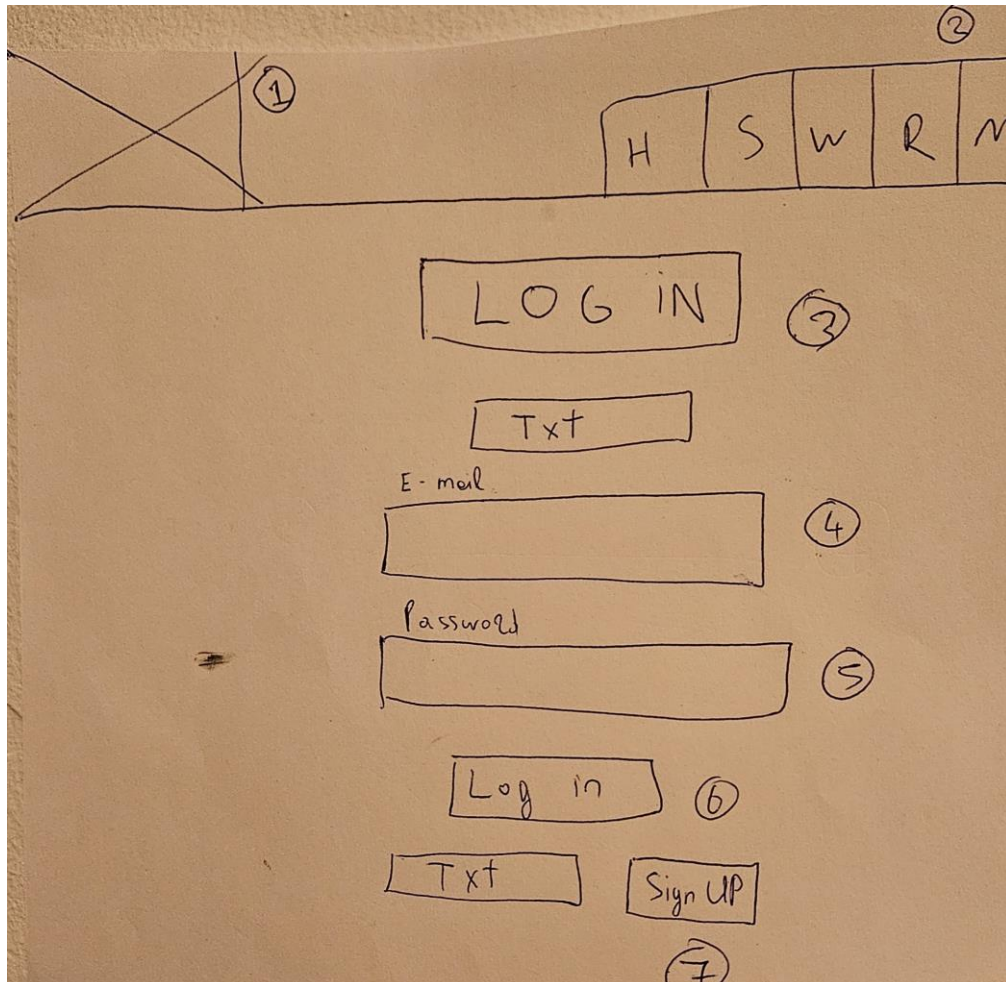 ②
①
H S W R
LOG iN
③
Txt
E-mail
④
Password
⑤
Log in
⑥
Txt Sign UP
⑦